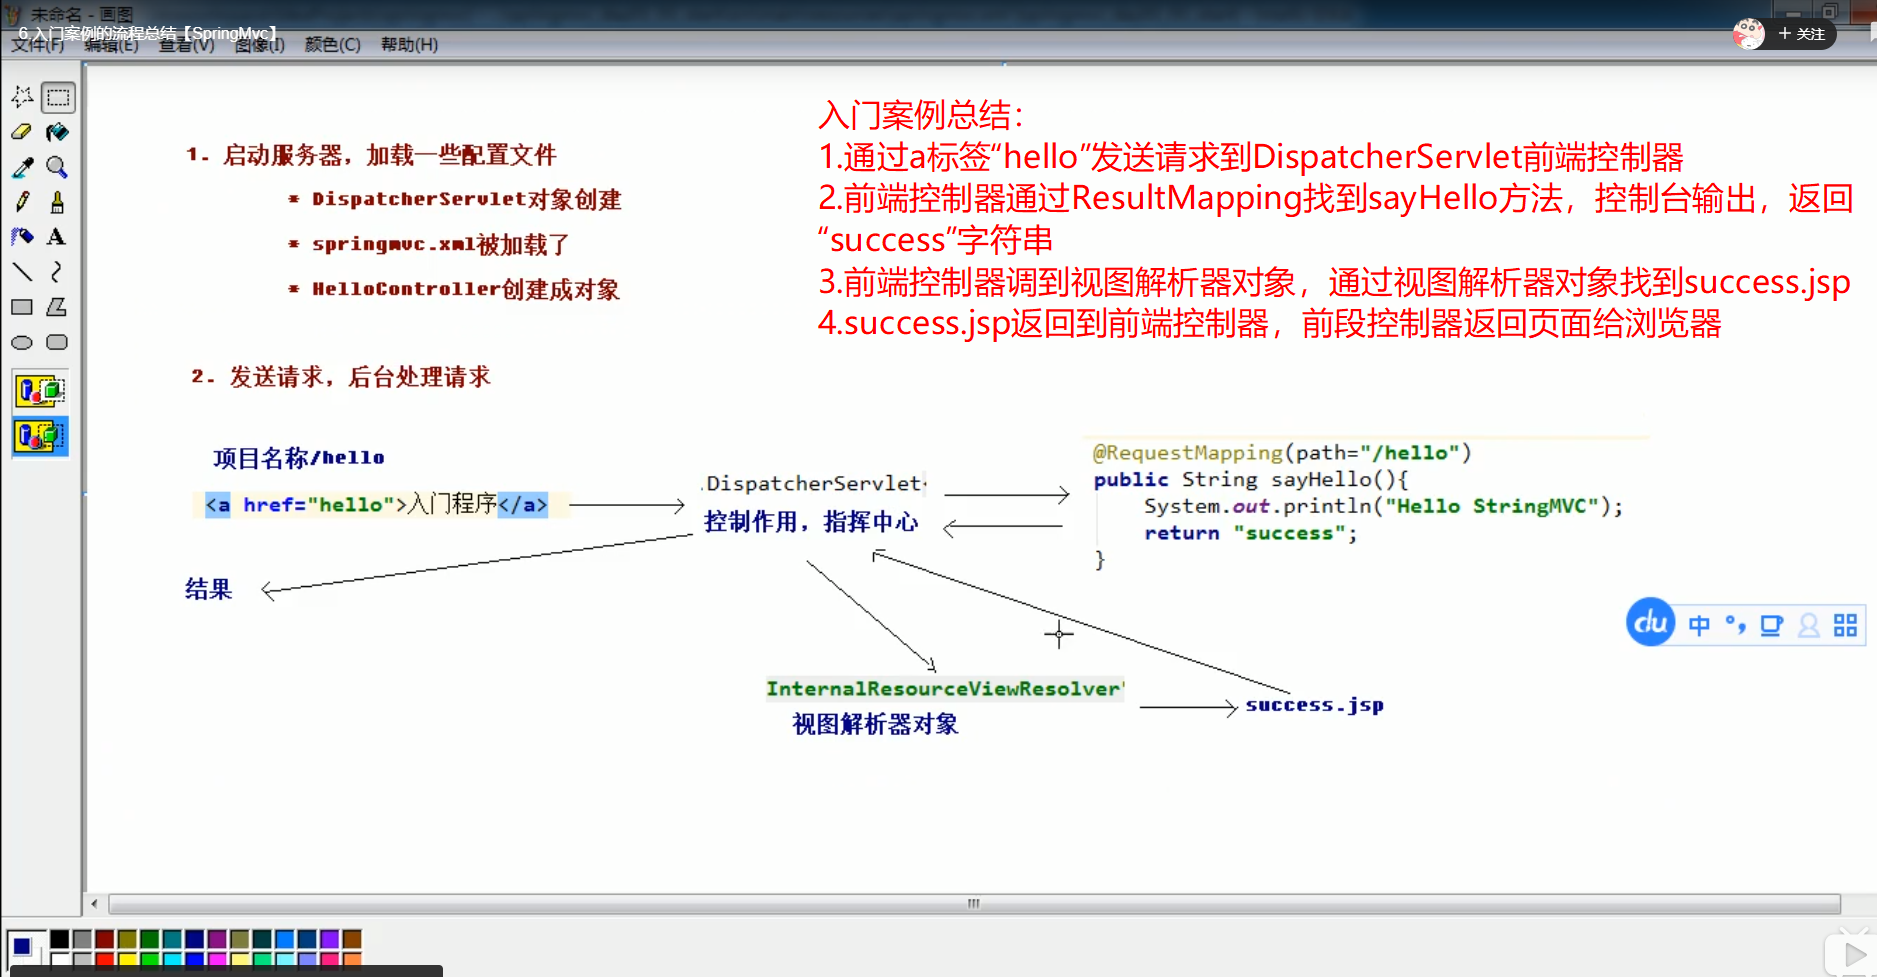 未命名 - 画图
6.入门案例的流程总结【SpringMvc】
文件(F) 编辑(E) 查看(V) 图像(I) 颜色(C) 帮助(H)
+ 关注
入门案例总结：
1.通过a标签“hello”发送请求到DispatcherServlet前端控制器
2.前端控制器通过ResultMapping找到sayHello方法，控制台输出，返回
“success”字符串
3.前端控制器调到视图解析器对象，通过视图解析器对象找到success.jsp
4.success.jsp返回到前端控制器，前段控制器返回页面给浏览器
1. 启动服务器，加载一些配置文件
* DispatcherServlet对象创建
* springmvc.xml被加载了
* HelloController创建成对象
2. 发送请求，后台处理请求
项目名称/hello
<a href="hello">入门程序</a>
.DispatcherServlet
控制作用，指挥中心
@RequestMapping(path="/hello")
public String sayHello(){
System.out.println("Hello StringMVC");
return "success";
}
结果
du 中 °,
InternalResourceViewResolver"
视图解析器对象
success.jsp